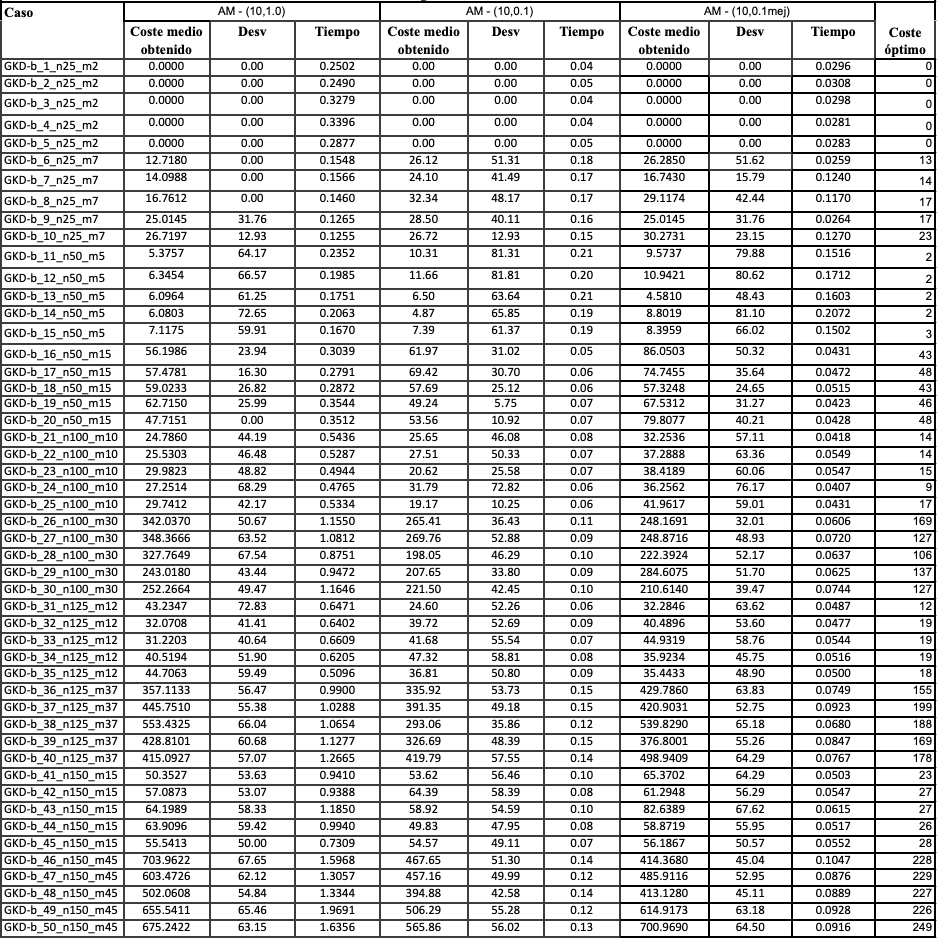 Caso AM - (10,1.0) AM - (10,0.1) AM - (10,0.1mej)
Coste medio obtenido Desv Tiempo Coste medio obtenido Desv Tiempo Coste medio obtenido Desv Tiempo Coste óptimo
GKD-b_1_n25_m2 0.0000 0.00 0.2502 0.00 0.00 0.04 0.0000 0.00 0.0296 0
GKD-b_2_n25_m2 0.0000 0.00 0.2490 0.00 0.00 0.05 0.0000 0.00 0.0308 0
GKD-b_3_n25_m2 0.0000 0.00 0.3279 0.00 0.00 0.04 0.0000 0.00 0.0298 0
GKD-b_4_n25_m2 0.0000 0.00 0.3396 0.00 0.00 0.04 0.0000 0.00 0.0281 0
GKD-b_5_n25_m2 0.0000 0.00 0.2877 0.00 0.00 0.05 0.0000 0.00 0.0283 0
GKD-b_6_n25_m7 12.7180 0.00 0.1548 26.12 51.31 0.18 26.2850 51.62 0.0259 13
GKD-b_7_n25_m7 14.0988 0.00 0.1566 24.10 41.49 0.17 16.7430 15.79 0.1240 14
GKD-b_8_n25_m7 16.7612 0.00 0.1460 32.34 48.17 0.17 29.1174 42.44 0.1170 17
GKD-b_9_n25_m7 25.0145 31.76 0.1265 28.50 40.11 0.16 25.0145 31.76 0.0264 17
GKD-b_10_n25_m7 26.7197 12.93 0.1255 26.72 12.93 0.15 30.2731 23.15 0.1270 23
GKD-b_11_n50_m5 5.3757 64.17 0.2352 10.31 81.31 0.21 9.5737 79.88 0.1516 2
GKD-b_12_n50_m5 6.3454 66.57 0.1985 11.66 81.81 0.20 10.9421 80.62 0.1712 2
GKD-b_13_n50_m5 6.0964 61.25 0.1751 6.50 63.64 0.21 4.5810 48.43 0.1603 2
GKD-b_14_n50_m5 6.0803 72.65 0.2063 4.87 65.85 0.19 8.8019 81.10 0.2072 2
GKD-b_15_n50_m5 7.1175 59.91 0.1670 7.39 61.37 0.19 8.3959 66.02 0.1502 3
GKD-b_16_n50_m15 56.1986 23.94 0.3039 61.97 31.02 0.05 86.0503 50.32 0.0431 43
GKD-b_17_n50_m15 57.4781 16.30 0.2791 69.42 30.70 0.06 74.7455 35.64 0.0472 48
GKD-b_18_n50_m15 59.0233 26.82 0.2872 57.69 25.12 0.06 57.3248 24.65 0.0515 43
GKD-b_19_n50_m15 62.7150 25.99 0.3544 49.24 5.75 0.07 67.5312 31.27 0.0423 46
GKD-b_20_n50_m15 47.7151 0.00 0.3512 53.56 10.92 0.07 79.8077 40.21 0.0428 48
GKD-b_21_n100_m10 24.7860 44.19 0.5436 25.65 46.08 0.08 32.2536 57.11 0.0418 14
GKD-b_22_n100_m10 25.5303 46.48 0.5287 27.51 50.33 0.07 37.2888 63.36 0.0549 14
GKD-b_23_n100_m10 29.9823 48.82 0.4944 20.62 25.58 0.07 38.4189 60.06 0.0547 15
GKD-b_24_n100_m10 27.2514 68.29 0.4765 31.79 72.82 0.06 36.2562 76.17 0.0407 9
GKD-b_25_n100_m10 29.7412 42.17 0.5334 19.17 10.25 0.06 41.9617 59.01 0.0431 17
GKD-b_26_n100_m30 342.0370 50.67 1.1550 265.41 36.43 0.11 248.1691 32.01 0.0606 169
GKD-b_27_n100_m30 348.3666 63.52 1.0812 269.76 52.88 0.09 248.8716 48.93 0.0720 127
GKD-b_28_n100_m30 327.7649 67.54 0.8751 198.05 46.29 0.10 222.3924 52.17 0.0637 106
GKD-b_29_n100_m30 243.0180 43.44 0.9472 207.65 33.80 0.09 284.6075 51.70 0.0625 137
GKD-b_30_n100_m30 252.2664 49.47 1.1646 221.50 42.45 0.10 210.6140 39.47 0.0744 127
GKD-b_31_n125_m12 43.2347 72.83 0.6471 24.60 52.26 0.06 32.2846 63.62 0.0487 12
GKD-b_32_n125_m12 32.0708 41.41 0.6402 39.72 52.69 0.09 40.4896 53.60 0.0477 19
GKD-b_33_n125_m12 31.2203 40.64 0.6609 41.68 55.54 0.07 44.9319 58.76 0.0544 19
GKD-b_34_n125_m12 40.5194 51.90 0.6205 47.32 58.81 0.08 35.9234 45.75 0.0516 19
GKD-b_35_n125_m12 44.7063 59.49 0.5096 36.81 50.80 0.09 35.4433 48.90 0.0500 18
GKD-b_36_n125_m37 357.1133 56.47 0.9900 335.92 53.73 0.15 429.7860 63.83 0.0749 155
GKD-b_37_n125_m37 445.7510 55.38 1.0288 391.35 49.18 0.15 420.9031 52.75 0.0923 199
GKD-b_38_n125_m37 553.4325 66.04 1.0654 293.06 35.86 0.12 539.8290 65.18 0.0680 188
GKD-b_39_n125_m37 428.8101 60.68 1.1277 326.69 48.39 0.15 376.8001 55.26 0.0847 169
GKD-b_40_n125_m37 415.0927 57.07 1.2665 419.79 57.55 0.14 498.9409 64.29 0.0767 178
GKD-b_41_n150_m15 50.3527 53.63 0.9410 53.62 56.46 0.10 65.3702 64.29 0.0503 23
GKD-b_42_n150_m15 57.0873 53.07 0.9388 64.39 58.39 0.08 61.2948 56.29 0.0547 27
GKD-b_43_n150_m15 64.1989 58.33 1.1850 58.92 54.59 0.10 82.6389 67.62 0.0615 27
GKD-b_44_n150_m15 63.9096 59.42 0.9940 49.83 47.95 0.08 58.8719 55.95 0.0517 26
GKD-b_45_n150_m15 55.5413 50.00 0.7309 54.57 49.11 0.07 56.1867 50.57 0.0552 28
GKD-b_46_n150_m45 703.9622 67.65 1.5968 467.65 51.30 0.14 414.3680 45.04 0.1047 228
GKD-b_47_n150_m45 603.4726 62.12 1.3057 457.16 49.99 0.12 485.9116 52.95 0.0876 229
GKD-b_48_n150_m45 502.0608 54.84 1.3344 394.88 42.58 0.14 413.1280 45.11 0.0889 227
GKD-b_49_n150_m45 655.5411 65.46 1.9691 506.29 55.28 0.12 614.9173 63.18 0.0928 226
GKD-b_50_n150_m45 675.2422 63.15 1.6356 565.86 56.02 0.13 700.9690 64.50 0.0916 249